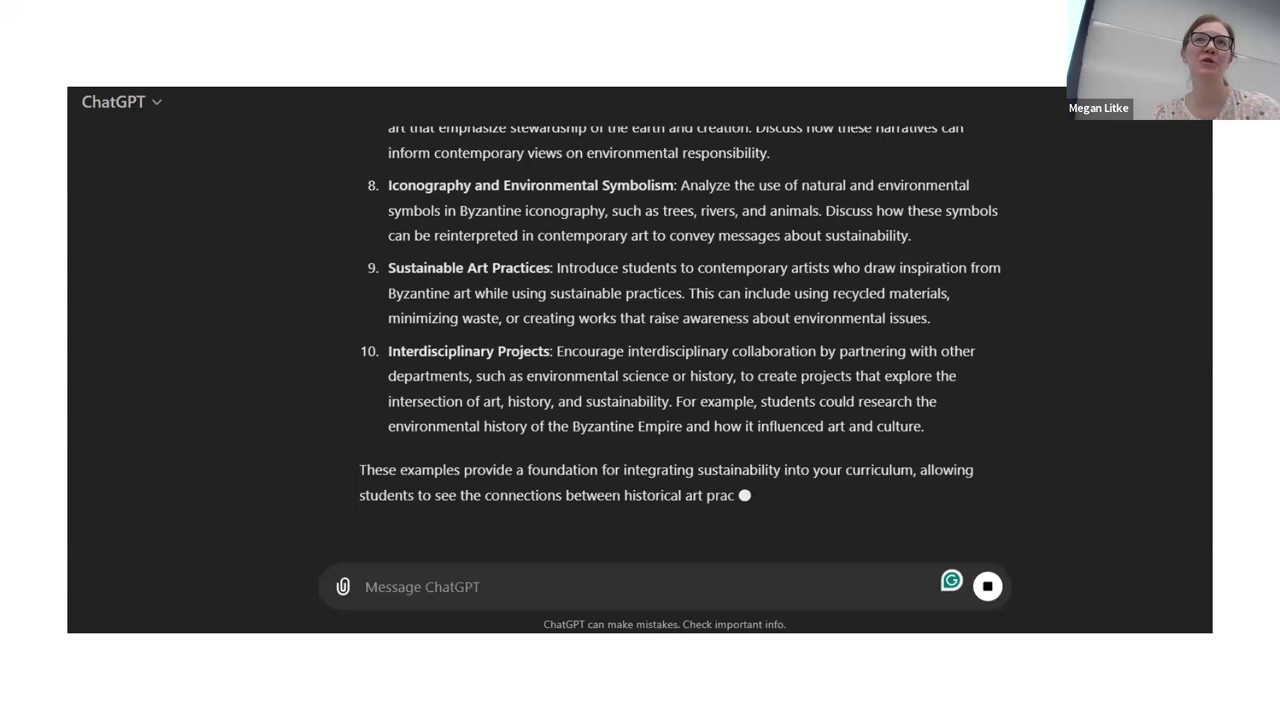 Megan Litke
ChatGPT
art that emphasize stewardship of the earth and creation. Discuss how these narratives can
inform contemporary views on environmental responsibility.
8. Iconography and Environmental Symbolism: Analyze the use of natural and environmental
symbols in Byzantine iconography, such as trees, rivers, and animals. Discuss how these symbols
can be reinterpreted in contemporary art to convey messages about sustainability.
9. Sustainable Art Practices: Introduce students to contemporary artists who draw inspiration from
Byzantine art while using sustainable practices. This can include using recycled materials,
minimizing waste, or creating works that raise awareness about environmental issues.
10. Interdisciplinary Projects: Encourage interdisciplinary collaboration by partnering with other
departments, such as environmental science or history, to create projects that explore the
intersection of art, history, and sustainability. For example, students could research the
environmental history of the Byzantine Empire and how it influenced art and culture.
These examples provide a foundation for integrating sustainability into your curriculum, allowing
students to see the connections between historical art prac
Message ChatGPT
ChatGPT can make mistakes. Check important info.